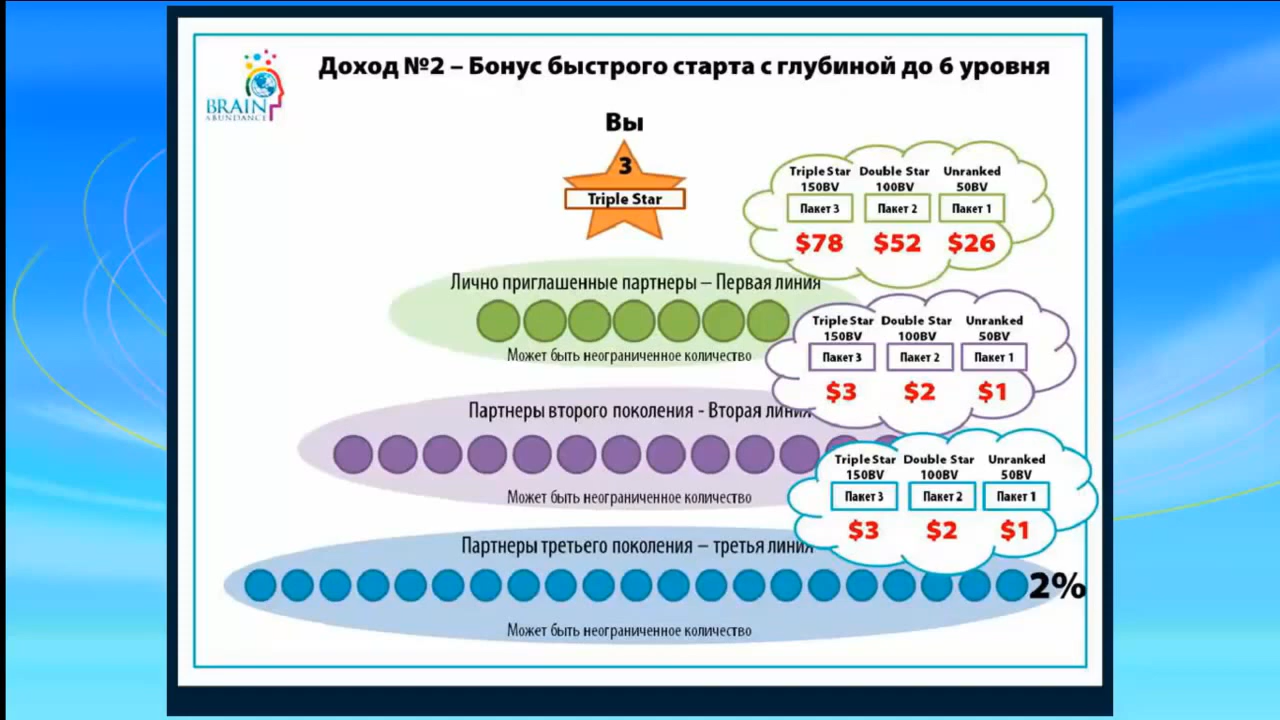 Доход №2 – Бонус быстрого старта с глубиной до 6 уровня
BRAIN
ABUNDANCE
Вы
3
Triple Star
Triple Star Double Star Unranked
150BV 100BV 50BV
Пакет 3 Пакет 2 Пакет 1
$78 $52 $26
Лично приглашенные партнеры – Первая линия
Может быть неограниченное количество
Triple Star Double Star Unranked
150BV 100BV 50BV
Пакет 3 Пакет 2 Пакет 1
$3 $2 $1
Партнеры второго поколения - Вторая линия
Может быть неограниченное количество
Triple Star Double Star Unranked
150BV 100BV 50BV
Пакет 3 Пакет 2 Пакет 1
$3 $2 $1
Партнеры третьего поколения – третья линия
2%
Может быть неограниченное количество